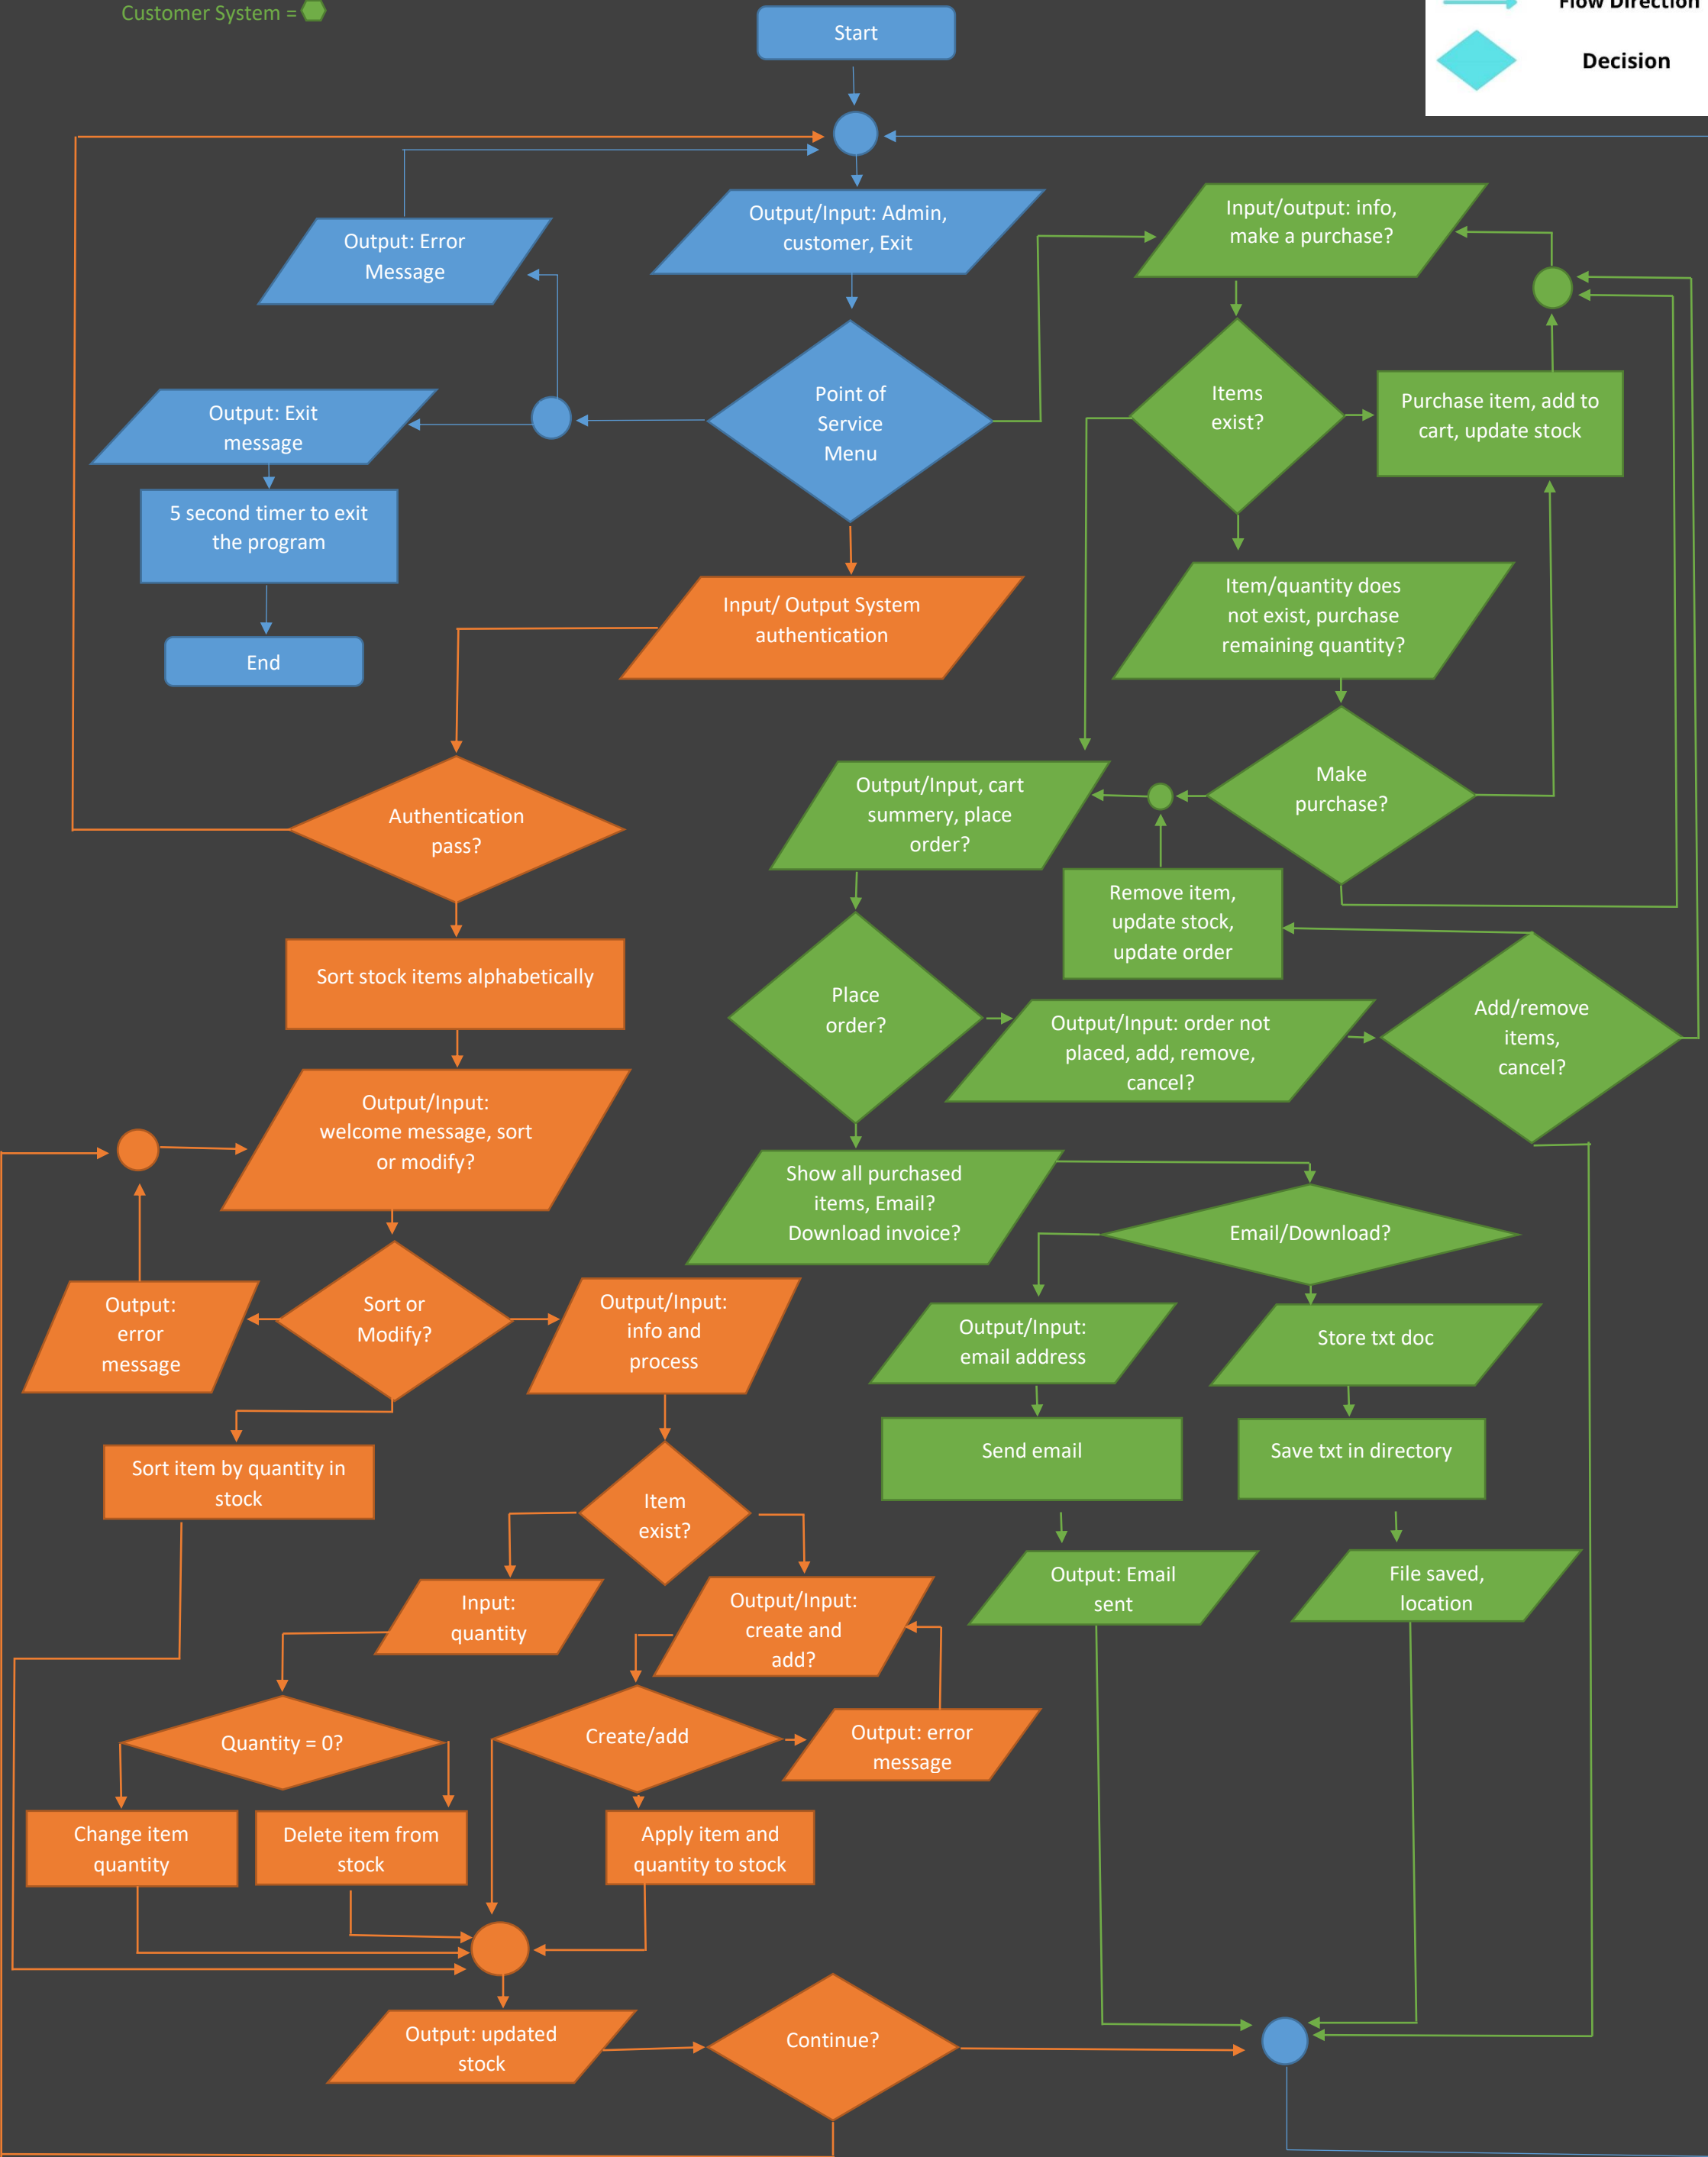 Customer System =
Flow Direction
Decision
Start
Output/Input: Admin,
customer, Exit
Input/output: info,
make a purchase?
Output: Error
Message
Point of
Service
Menu
Items
exist?
Purchase item, add to
cart, update stock
Output: Exit
message
5 second timer to exit
the program
End
Input/ Output System
authentication
Item/quantity does
not exist, purchase
remaining quantity?
Make
purchase?
Output/Input, cart
summery, place
order?
Authentication
pass?
Remove item,
update stock,
update order
Sort stock items alphabetically
Place
order?
Output/Input: order not
placed, add, remove,
cancel?
Add/remove
items,
cancel?
Output/Input:
welcome message, sort
or modify?
Show all purchased
items, Email?
Download invoice?
Email/Download?
Output:
error
message
Sort or
Modify?
Output/Input:
info and
process
Output/Input:
email address
Store txt doc
Sort item by quantity in
stock
Item
exist?
Send email
Save txt in directory
Input:
quantity
Output/Input:
create and
add?
Output: Email
sent
File saved,
location
Quantity = 0?
Create/add
Output: error
message
Change item
quantity
Delete item from
stock
Apply item and
quantity to stock
Output: updated
stock
Continue?